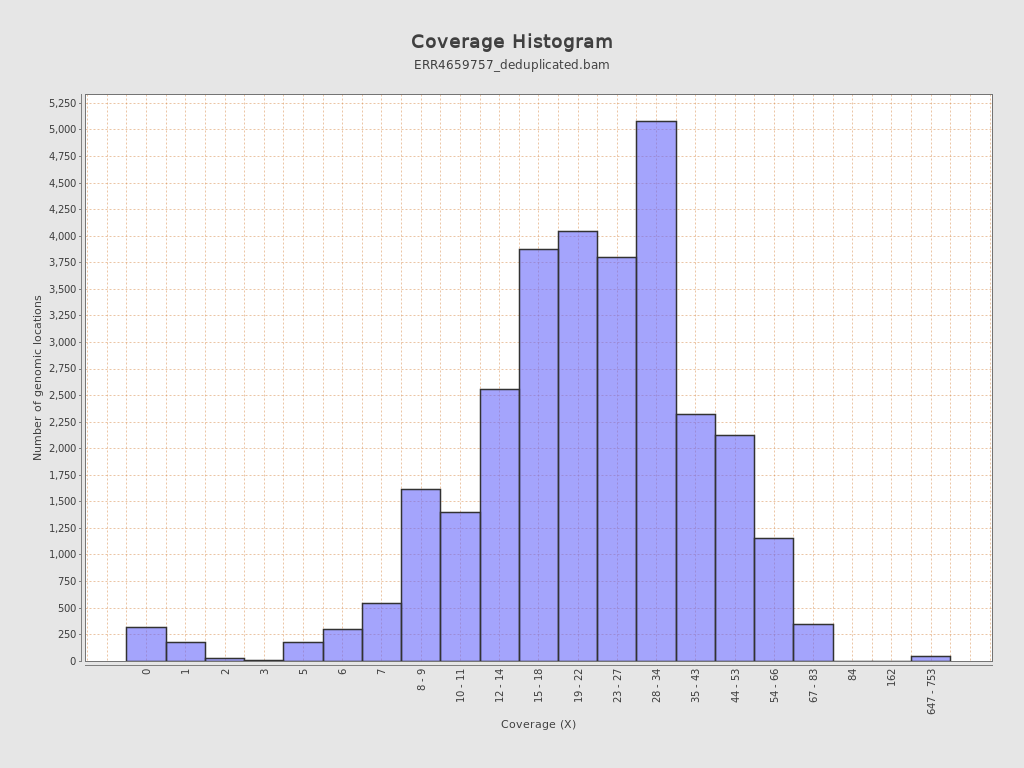 Coverage Histogram
ERR4659757_deduplicated.bam
5,250
5,000
4,750
4,500
4,250
4,000
3,750
3,500
3,250
3,000
2,750
2,500
2,250
2,000
1,750
1,500
1,250
1,000
750
500
250
0
Number of genomic locations
0
1
2
3
5
6
7
8 - 9
10 - 11
12 - 14
15 - 18
19 - 22
23 - 27
28 - 34
35 - 43
44 - 53
54 - 66
67 - 83
84
162
647 - 753
Coverage (X)